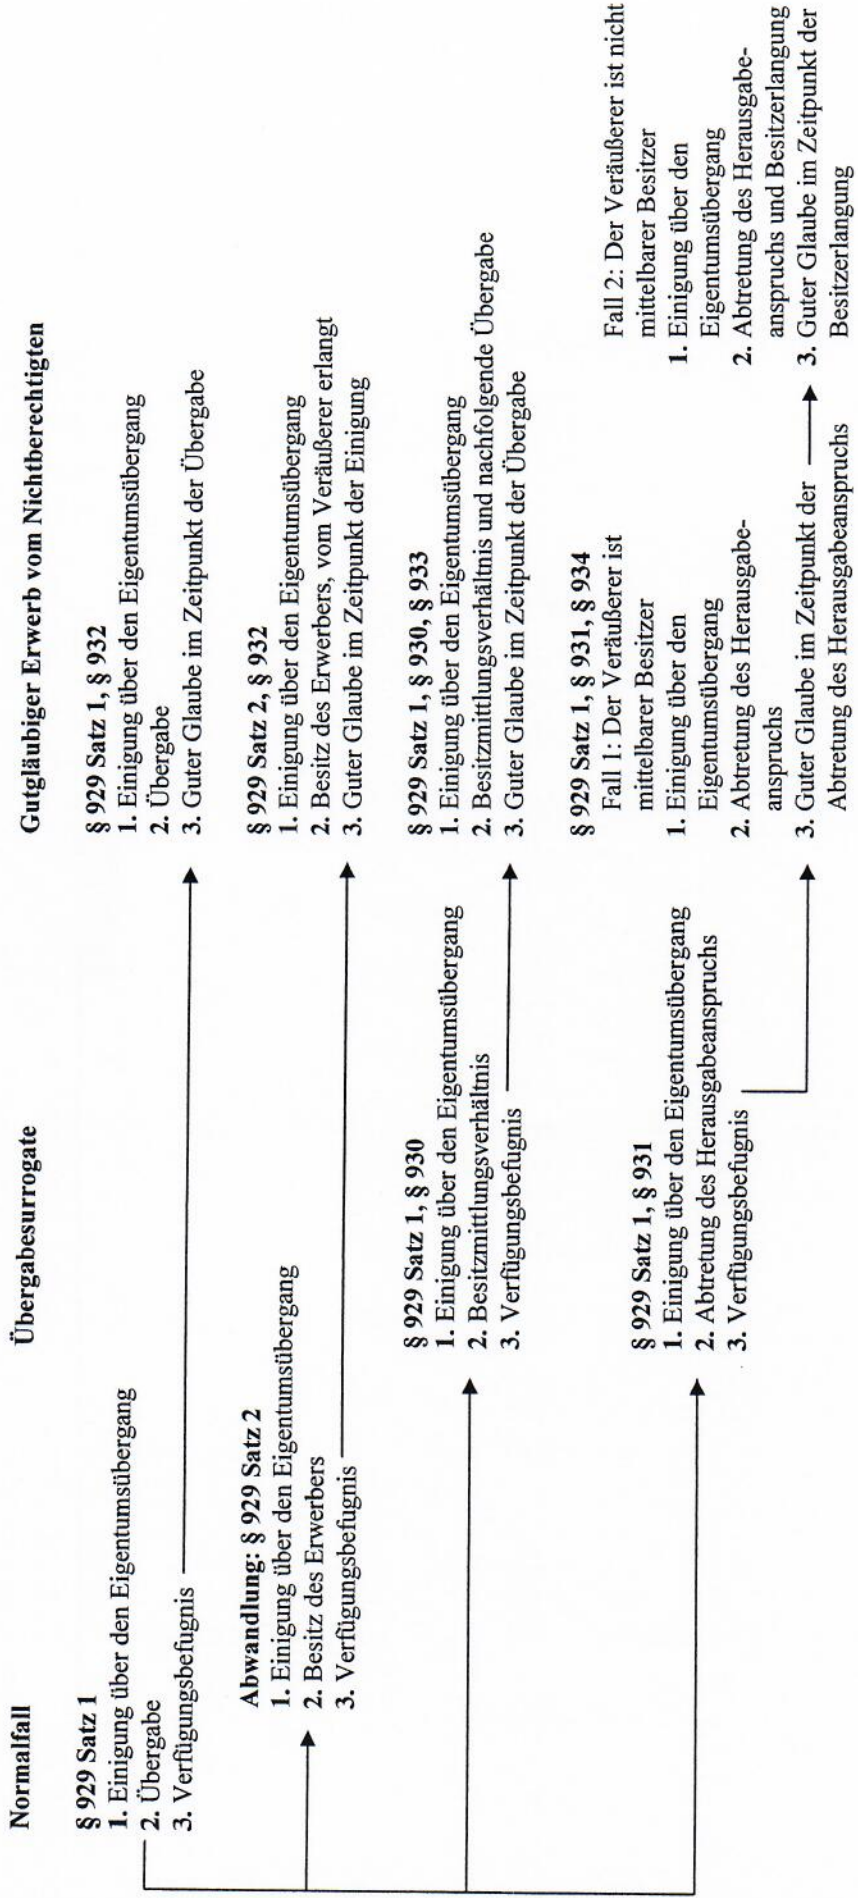 Normalfall
Übergabesurrogate
Gutgläubiger Erwerb vom Nichtberechtigten
§ 929 Satz 1
1. Einigung über den Eigentumsübergang
2. Übergabe
3. Verfügungsbefugnis
§ 929 Satz 1, § 932
1. Einigung über den Eigentumsübergang
2. Übergabe
3. Guter Glaube im Zeitpunkt der Übergabe
Abwandlung: § 929 Satz 2
1. Einigung über den Eigentumsübergang
2. Besitz des Erwerbers
3. Verfügungsbefugnis
§ 929 Satz 2, § 932
1. Einigung über den Eigentumsübergang
2. Besitz des Erwerbers, vom Veräußerer erlangt
3. Guter Glaube im Zeitpunkt der Einigung
§ 929 Satz 1, § 930
1. Einigung über den Eigentumsübergang
2. Besitzmittlungsverhältnis
3. Verfügungsbefugnis
§ 929 Satz 1, § 930, § 933
1. Einigung über den Eigentumsübergang
2. Besitzmittlungsverhältnis und nachfolgende Übergabe
3. Guter Glaube im Zeitpunkt der Übergabe
§ 929 Satz 1, § 931
1. Einigung über den Eigentumsübergang
2. Abtretung des Herausgabeanspruchs
3. Verfügungsbefugnis
§ 929 Satz 1, § 931, § 934
Fall 1: Der Veräußerer ist
mittelbarer Besitzer
1. Einigung über den
Eigentumsübergang
2. Abtretung des Herausgabe-
anspruchs
3. Guter Glaube im Zeitpunkt der
Abtretung des Herausgabeanspruchs
Fall 2: Der Veräußerer ist nicht
mittelbarer Besitzer
1. Einigung über den
Eigentumsübergang
2. Abtretung des Herausgabe-
anspruchs und Besitzerlangung
3. Guter Glaube im Zeitpunkt der
Besitzerlangung